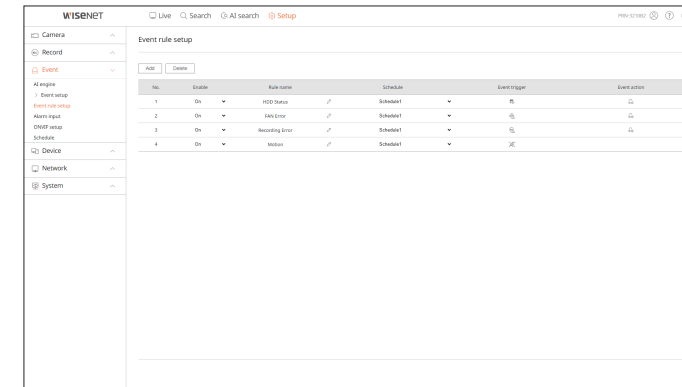 WISENET
Live Search AI search Setup
Camera
Record
Event
AI engine
> Event setup
Event rule setup
Alarm input
ONVIF setup
Schedule
Device
Network
System
Event rule setup
Add Delete
No. Enable Rule name Schedule Event trigger Event action
1 On HDD Status Schedule1
2 On FAN Error Schedule1
3 On Recording Error Schedule1
4 On Motion Schedule1